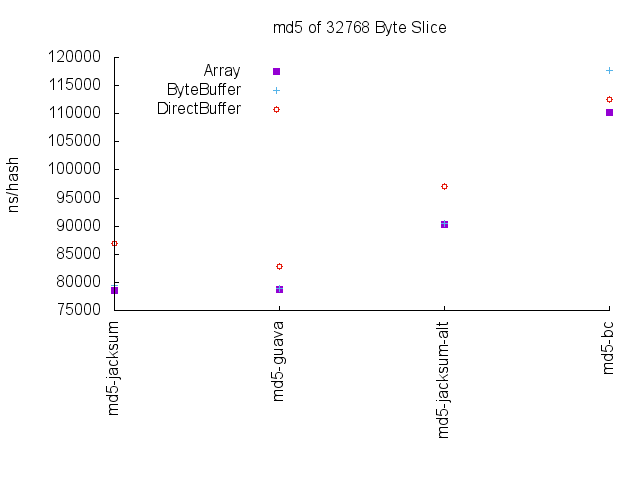 md5 of 32768 Byte Slice
120000
115000
110000
105000
100000
95000
90000
85000
80000
75000
ns/hash
Array
ByteBuffer
DirectBuffer
md5-jacksum
md5-guava
md5-jacksum-alt
md5-bc